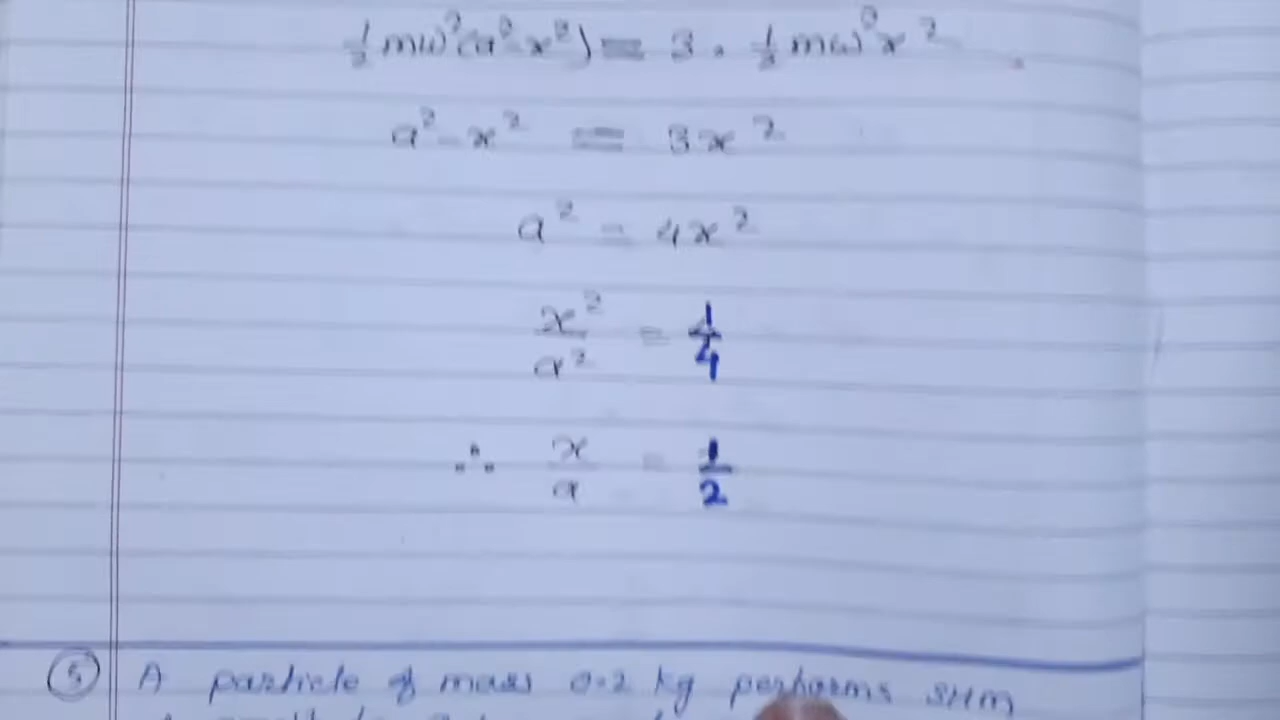 ½ mω²(a²-x²) = 3 · ½ mω²x²
a² - x² = 3x²
a² = 4x²
x²/a² = 1/4
∴ x/a = 1/2
(5) A particle of mass 0.2 kg performs SHM